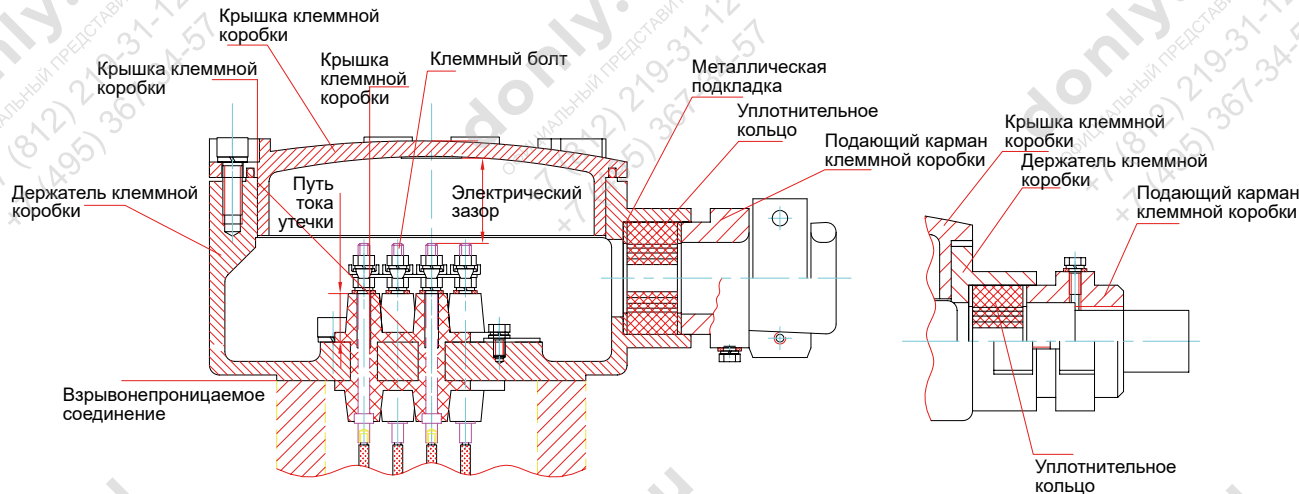 Крышка клеммной
коробки
Крышка клеммной
коробки
Крышка
клеммной
коробки
Клеммный болт
Металлическая
подкладка
Уплотнительное
кольцо
Подающий карман
клеммной коробки
Держатель клеммной
коробки
Путь
тока
утечки
Электрический
зазор
Взрывонепроницаемое
соединение
Крышка клеммной
коробки
Держатель клеммной
коробки
Подающий карман
клеммной коробки
Уплотнительное
кольцо